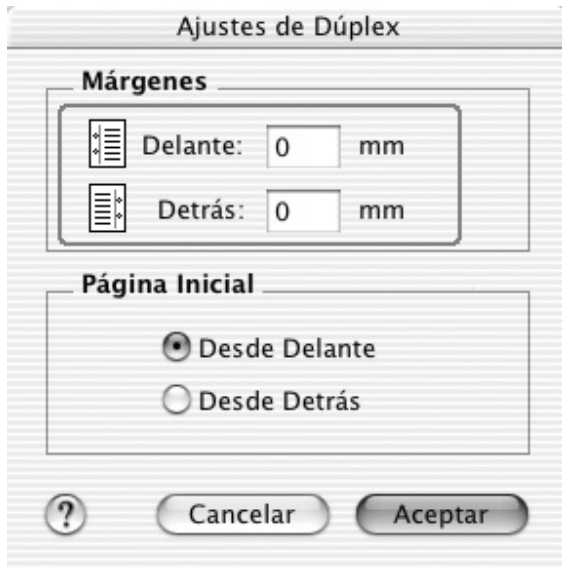 Ajustes de Dúplex
Márgenes
Delante: 0 mm
Detrás: 0 mm
Página Inicial
Desde Delante
Desde Detrás
? Cancelar Aceptar